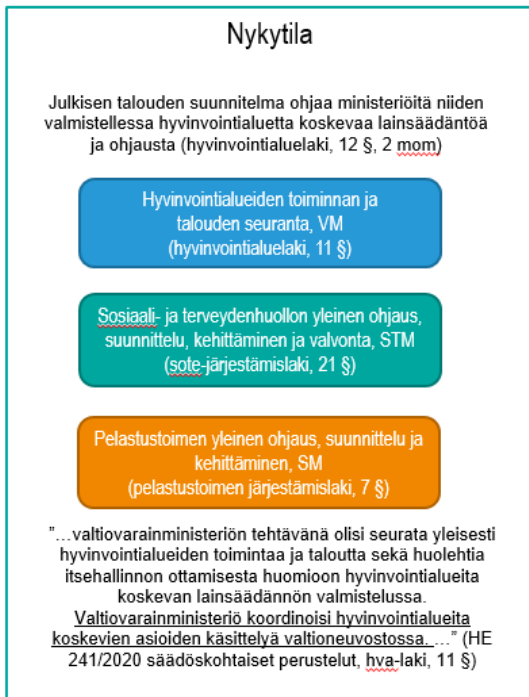 Nykytila
Julkisen talouden suunnitelma ohjaa ministeriöitä niiden
valmistellessa hyvinvointialuetta koskevaa lainsäädäntöä
ja ohjausta (hyvinvointialuelaki, 12 §, 2 mom)
Hyvinvointialueiden toiminnan ja
talouden seuranta, VM
(hyvinvointialuelaki, 11 §)
Sosiaali- ja terveydenhuollon yleinen ohjaus,
suunnittelu, kehittäminen ja valvonta, STM
(sote-järjestämislaki, 21 §)
Pelastustoimen yleinen ohjaus, suunnittelu ja
kehittäminen, SM
(pelastustoimen järjestämislaki, 7 §)
”…valtiovarainministeriön tehtävänä olisi seurata yleisesti
hyvinvointialueiden toimintaa ja taloutta sekä huolehtia
itsehallinnon ottamisesta huomioon hyvinvointialueita
koskevan lainsäädännön valmistelussa.
Valtiovarainministeriö koordinoisi hyvinvointialueita
koskevien asioiden käsittelyä valtioneuvostossa. …” (HE
241/2020 säädöskohtaiset perustelut, hva-laki, 11 §)